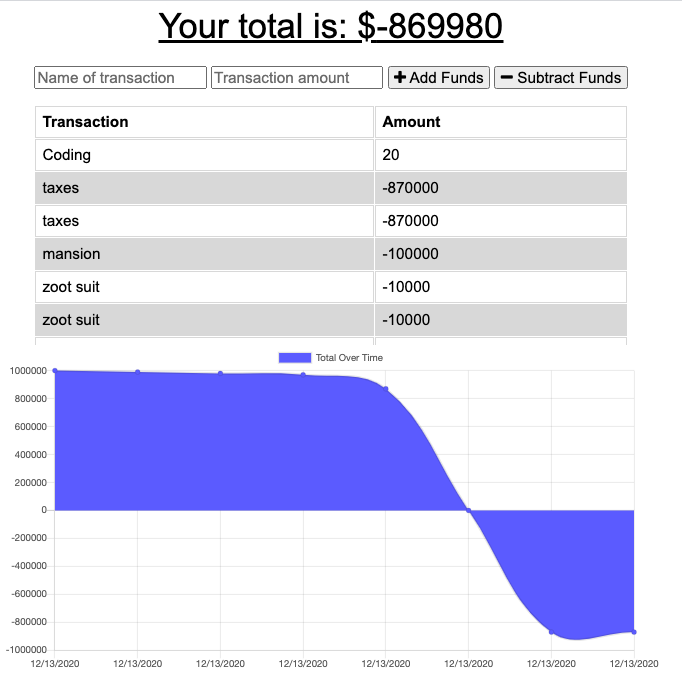 Your total is: $-869980
Name of transaction Transaction amount + Add Funds − Subtract Funds
Transaction Amount
Coding 20
taxes -870000
taxes -870000
mansion -100000
zoot suit -10000
zoot suit -10000
Total Over Time
1000000
800000
600000
400000
200000
0
-200000
-400000
-600000
-800000
-1000000
12/13/2020 12/13/2020 12/13/2020 12/13/2020 12/13/2020 12/13/2020 12/13/2020 12/13/2020